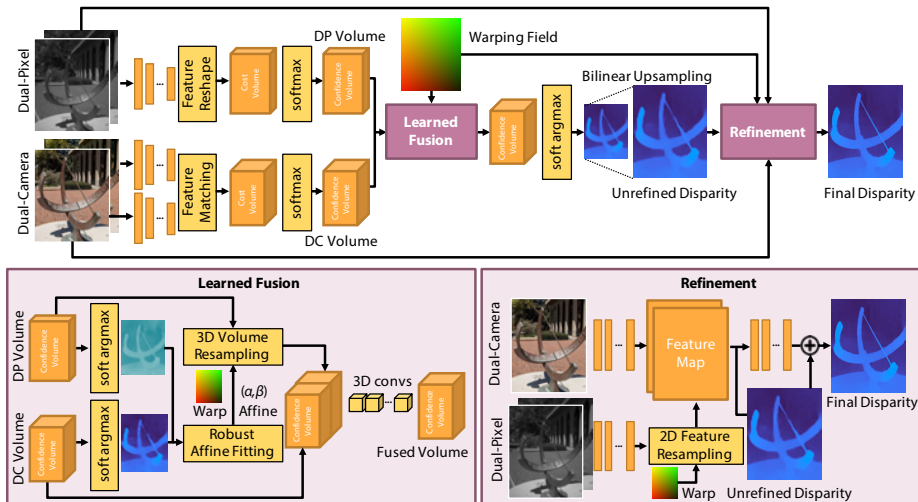 Dual-Pixel
...
Feature
Reshape
Cost
Volume
softmax
DP Volume
Confidence
Volume
Warping Field
Learned
Fusion
Confidence
Volume
soft argmax
Bilinear Upsampling
Unrefined Disparity
Refinement
Final Disparity
Dual-Camera
...
...
Feature
Matching
Cost
Volume
softmax
Confidence
Volume
DC Volume
Learned Fusion
DP Volume
Confidence
Volume
soft argmax
3D Volume
Resampling
Warp
(α,β)
Affine
DC Volume
Confidence
Volume
soft argmax
Robust
Affine Fitting
Confidence
Volume
3D convs
...
Confidence
Volume
Fused Volume
Refinement
Dual-Camera
...
Feature
Map
...
Final Disparity
Dual-Pixel
...
2D Feature
Resampling
Warp
Unrefined Disparity